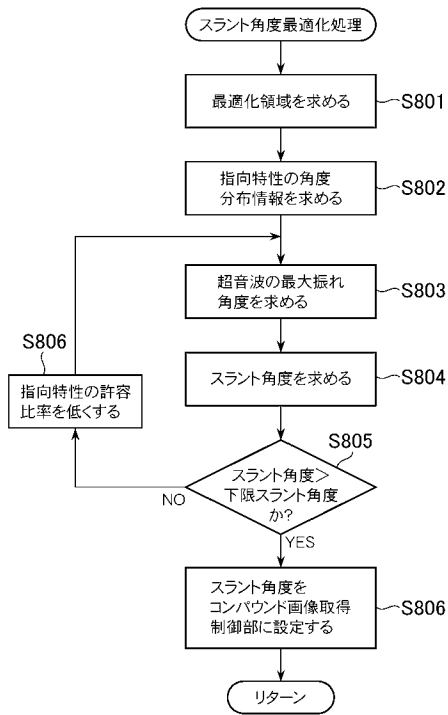 スラント角度最適化処理
最適化領域を求める
S801
指向特性の角度
分布情報を求める
S802
超音波の最大振れ
角度を求める
S803
S806
指向特性の許容
比率を低くする
スラント角度を求める
S804
S805
スラント角度＞
下限スラント角度
か?
NO
YES
スラント角度を
コンパウンド画像取得
制御部に設定する
S806
リターン